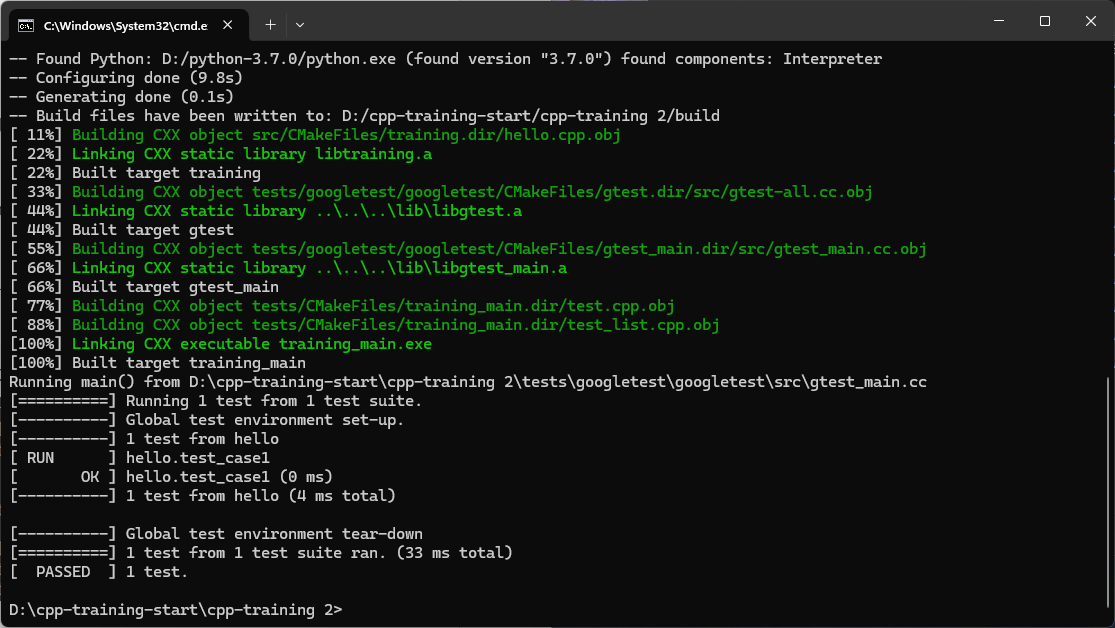 C:\Windows\System32\cmd.e
-- Found Python: D:/python-3.7.0/python.exe (found version "3.7.0") found components: Interpreter
-- Configuring done (9.8s)
-- Generating done (0.1s)
-- Build files have been written to: D:/cpp-training-start/cpp-training 2/build
[ 11%] Building CXX object src/CMakeFiles/training.dir/hello.cpp.obj
[ 22%] Linking CXX static library libtraining.a
[ 22%] Built target training
[ 33%] Building CXX object tests/googletest/googletest/CMakeFiles/gtest.dir/src/gtest-all.cc.obj
[ 44%] Linking CXX static library ..\..\..\lib\libgtest.a
[ 44%] Built target gtest
[ 55%] Building CXX object tests/googletest/googletest/CMakeFiles/gtest_main.dir/src/gtest_main.cc.obj
[ 66%] Linking CXX static library ..\..\..\lib\libgtest_main.a
[ 66%] Built target gtest_main
[ 77%] Building CXX object tests/CMakeFiles/training_main.dir/test.cpp.obj
[ 88%] Building CXX object tests/CMakeFiles/training_main.dir/test_list.cpp.obj
[100%] Linking CXX executable training_main.exe
[100%] Built target training_main
Running main() from D:\cpp-training-start\cpp-training 2\tests\googletest\googletest\src\gtest_main.cc
[==========] Running 1 test from 1 test suite.
[----------] Global test environment set-up.
[----------] 1 test from hello
[ RUN      ] hello.test_case1
[       OK ] hello.test_case1 (0 ms)
[----------] 1 test from hello (4 ms total)
[----------] Global test environment tear-down
[==========] 1 test from 1 test suite ran. (33 ms total)
[  PASSED  ] 1 test.
D:\cpp-training-start\cpp-training 2>